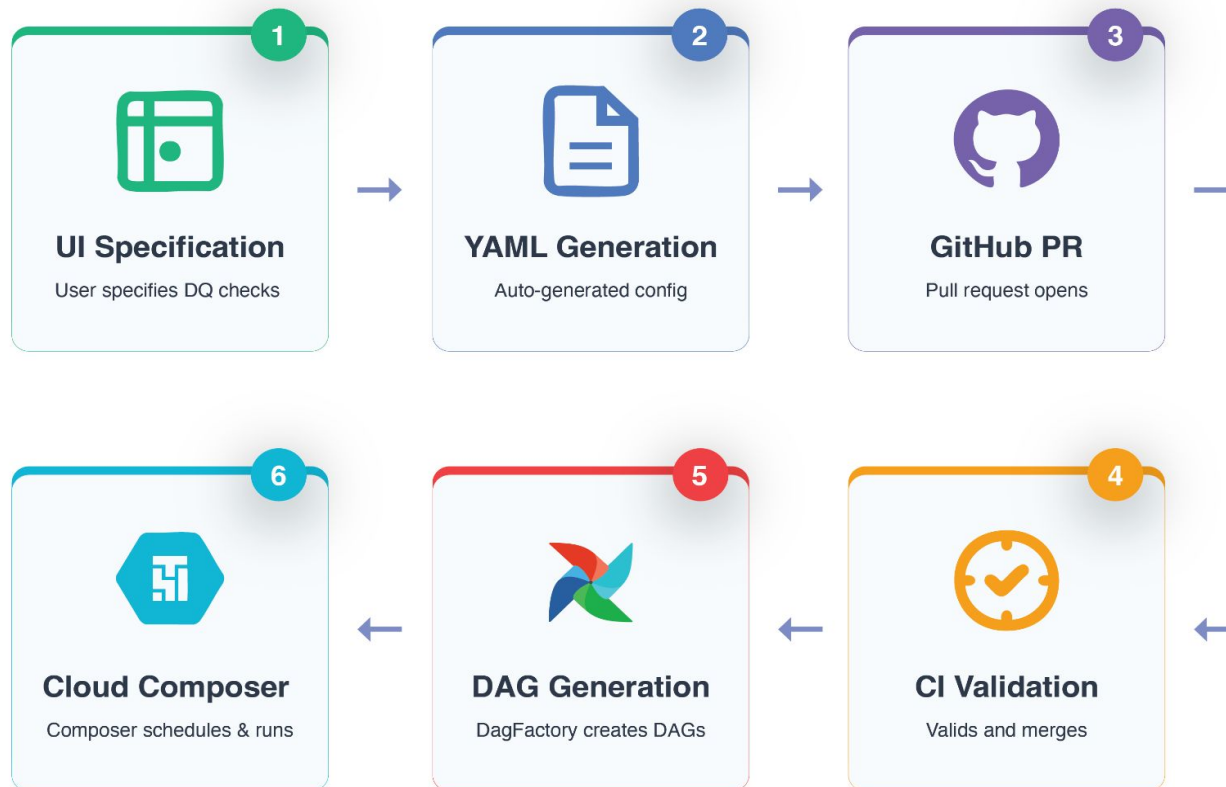 1
UI Specification
User specifies DQ checks
2
YAML Generation
Auto-generated config
3
GitHub PR
Pull request opens
4
CI Validation
Valids and merges
5
DAG Generation
DagFactory creates DAGs
6
Cloud Composer
Composer schedules & runs